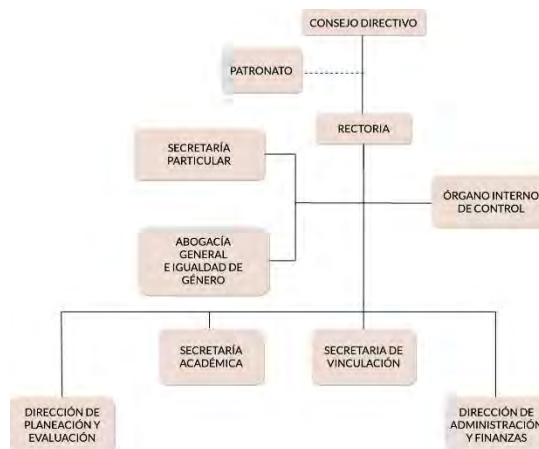 CONSEJO DIRECTIVO
PATRONATO
RECTORIA
SECRETARÍA
PARTICULAR
ÓRGANO INTERNO
DE CONTROL
ABOGACÍA
GENERAL
E IGUALDAD DE
GÉNERO
SECRETARÍA
ACADÉMICA
SECRETARIA DE
VINCULACIÓN
DIRECCIÓN DE
PLANEACIÓN Y
EVALUACIÓN
DIRECCIÓN DE
ADMINISTRACIÓN
Y FINANZAS